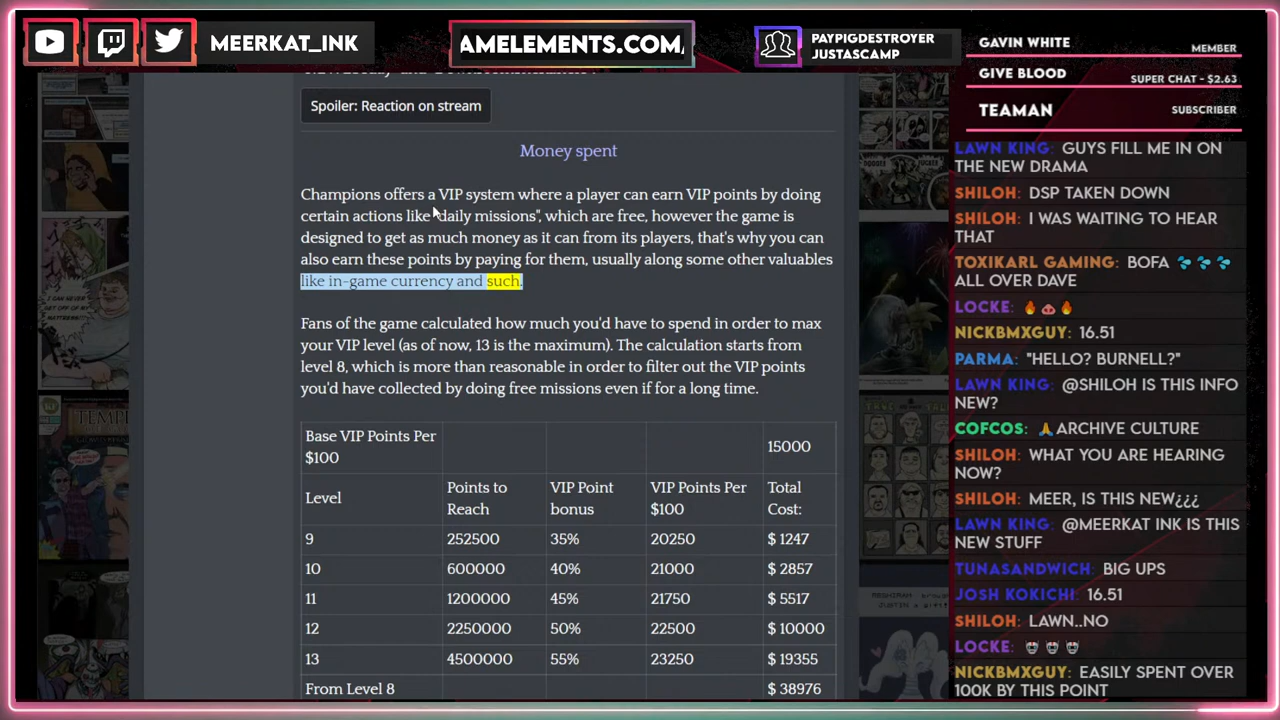 MEERKAT_INK
AMELEMENTS.COM/
PAYPIGDESTROYER
JUSTASCAMP
GAVIN WHITE MEMBER
GIVE BLOOD SUPER CHAT - $2.63
TEAMAN SUBSCRIBER
Spoiler: Reaction on stream
Money spent
Champions offers a VIP system where a player can earn VIP points by doing
certain actions like "daily missions", which are free, however the game is
designed to get as much money as it can from its players, that's why you can
also earn these points by paying for them, usually along some other valuables
like in-game currency and such.
Fans of the game calculated how much you'd have to spend in order to max
your VIP level (as of now, 13 is the maximum). The calculation starts from
level 8, which is more than reasonable in order to filter out the VIP points
you'd have collected by doing free missions even if for a long time.
Base VIP Points Per
$100
15000
Level
Points to
Reach
VIP Point
bonus
VIP Points Per
$100
Total
Cost:
9 252500 35% 20250 $ 1247
10 600000 40% 21000 $ 2857
11 1200000 45% 21750 $ 5517
12 2250000 50% 22500 $ 10000
13 4500000 55% 23250 $ 19355
From Level 8 $ 38976
LAWN KING: GUYS FILL ME IN ON
THE NEW DRAMA
SHILOH: DSP TAKEN DOWN
SHILOH: I WAS WAITING TO HEAR
THAT
TOXIKARL GAMING: BOFA 💦💦💦
ALL OVER DAVE
LOCKE: 🔥🐽🔥
NICKBMXGUY: 16.51
PARMA: "HELLO? BURNELL?"
LAWN KING: @SHILOH IS THIS INFO
NEW?
COFCOS: 🙏ARCHIVE CULTURE
SHILOH: WHAT YOU ARE HEARING
NOW?
SHILOH: MEER, IS THIS NEW¿¿¿
LAWN KING: @MEERKAT INK IS THIS
NEW STUFF
TUNASANDWICH: BIG UPS
JOSH KOKICHI: 16.51
SHILOH: LAWN..NO
LOCKE:
NICKBMXGUY: EASILY SPENT OVER
100K BY THIS POINT